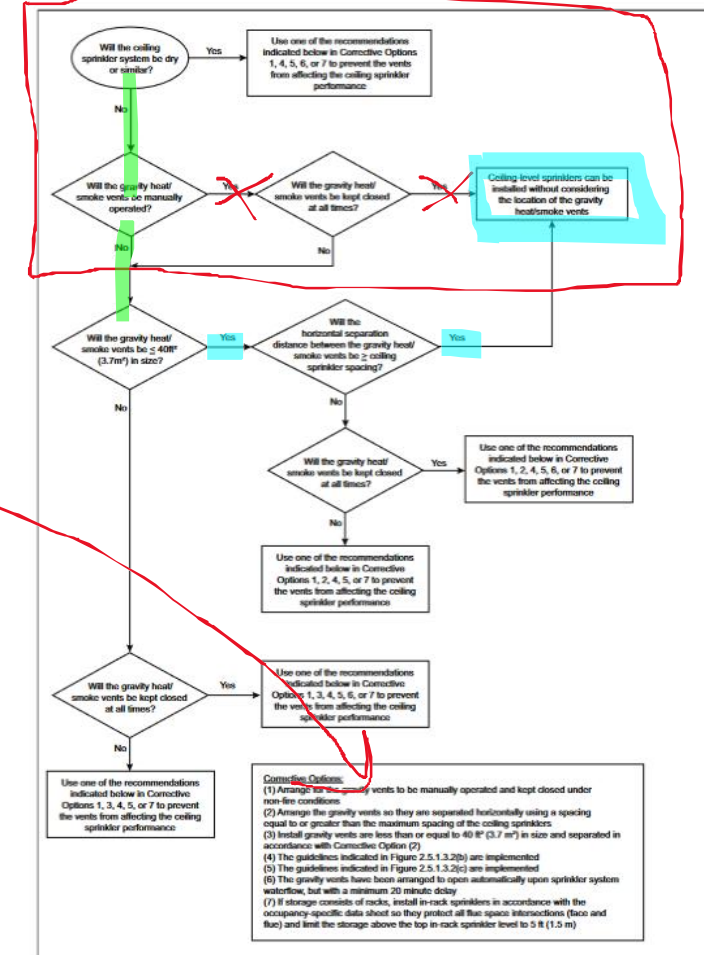 Will the ceiling
sprinkler system be dry
or similar?
Yes
Use one of the recommendations
indicated below in Corrective Options
1, 4, 5, 6, or 7 to prevent the vents
from affecting the ceiling sprinkler
performance
No
Will the gravity heat/
smoke vents be manually
operated?
Yes
Will the gravity heat/
smoke vents be kept closed
at all times?
Yes
Ceiling-level sprinklers can be
installed without considering
the location of the gravity
heat/smoke vents
No
No
Will the gravity heat/
smoke vents be ≤ 40ft²
(3.7m²) in size?
Yes
Will the
horizontal separation
distance between the gravity heat/
smoke vents be ≥ ceiling
sprinkler spacing?
Yes
No
No
Will the gravity heat/
smoke vents be kept closed
at all times?
Yes
Use one of the recommendations
indicated below in Corrective
Options 1, 2, 4, 5, 6, or 7 to prevent
the vents from affecting the ceiling
sprinkler performance
No
Use one of the recommendations
indicated below in Corrective
Options 1, 2, 4, 5, or 7 to prevent
the vents from affecting the ceiling
sprinkler performance
Will the gravity heat/
smoke vents be kept closed
at all times?
Yes
Use one of the recommendations
indicated below in Corrective
Options 1, 3, 4, 5, 6, or 7 to prevent
the vents from affecting the ceiling
sprinkler performance
No
Use one of the recommendations
indicated below in Corrective
Options 1, 3, 4, 5, or 7 to prevent
the vents from affecting the ceiling
sprinkler performance
Corrective Options:
(1) Arrange for the gravity vents to be manually operated and kept closed under
non-fire conditions
(2) Arrange the gravity vents so they are separated horizontally using a spacing
equal to or greater than the maximum spacing of the ceiling sprinklers
(3) Install gravity vents are less than or equal to 40 ft² (3.7 m²) in size and separated in
accordance with Corrective Option (2)
(4) The guidelines indicated in Figure 2.5.1.3.2(b) are implemented
(5) The guidelines indicated in Figure 2.5.1.3.2(c) are implemented
(6) The gravity vents have been arranged to open automatically upon sprinkler system
waterflow, but with a minimum 20 minute delay
(7) If storage consists of racks, install in-rack sprinklers in accordance with the
occupancy-specific data sheet so they protect all flue space intersections (face and
flue) and limit the storage above the top in-rack sprinkler level to 5 ft (1.5 m)